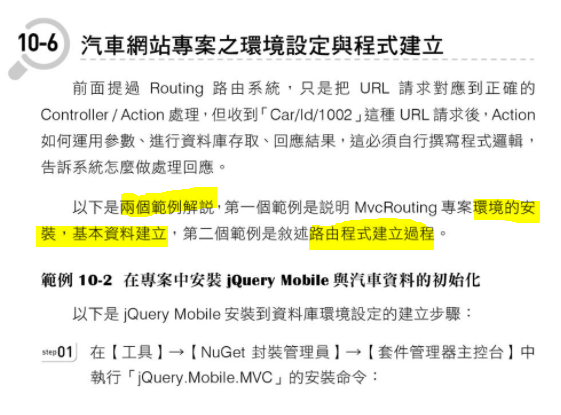 10-6 汽車網站專案之環境設定與程式建立
前面提過 Routing 路由系統，只是把 URL 請求對應到正確的
Controller / Action 處理，但收到「Car/Id/1002」這種 URL 請求後，Action
如何運用參數、進行資料庫存取、回應結果，這必須自行撰寫程式邏輯，
告訴系統怎麼做處理回應。
以下是兩個範例解說，第一個範例是說明 MvcRouting 專案環境的安
裝，基本資料建立，第二個範例是敘述路由程式建立過程。
範例 10-2 在專案中安裝 jQuery Mobile 與汽車資料的初始化
以下是 jQuery Mobile 安裝到資料庫環境設定的建立步驟：
step01 在【工具】→【NuGet 封裝管理員】→【套件管理器主控台】中
執行「jQuery.Mobile.MVC」的安裝命令：